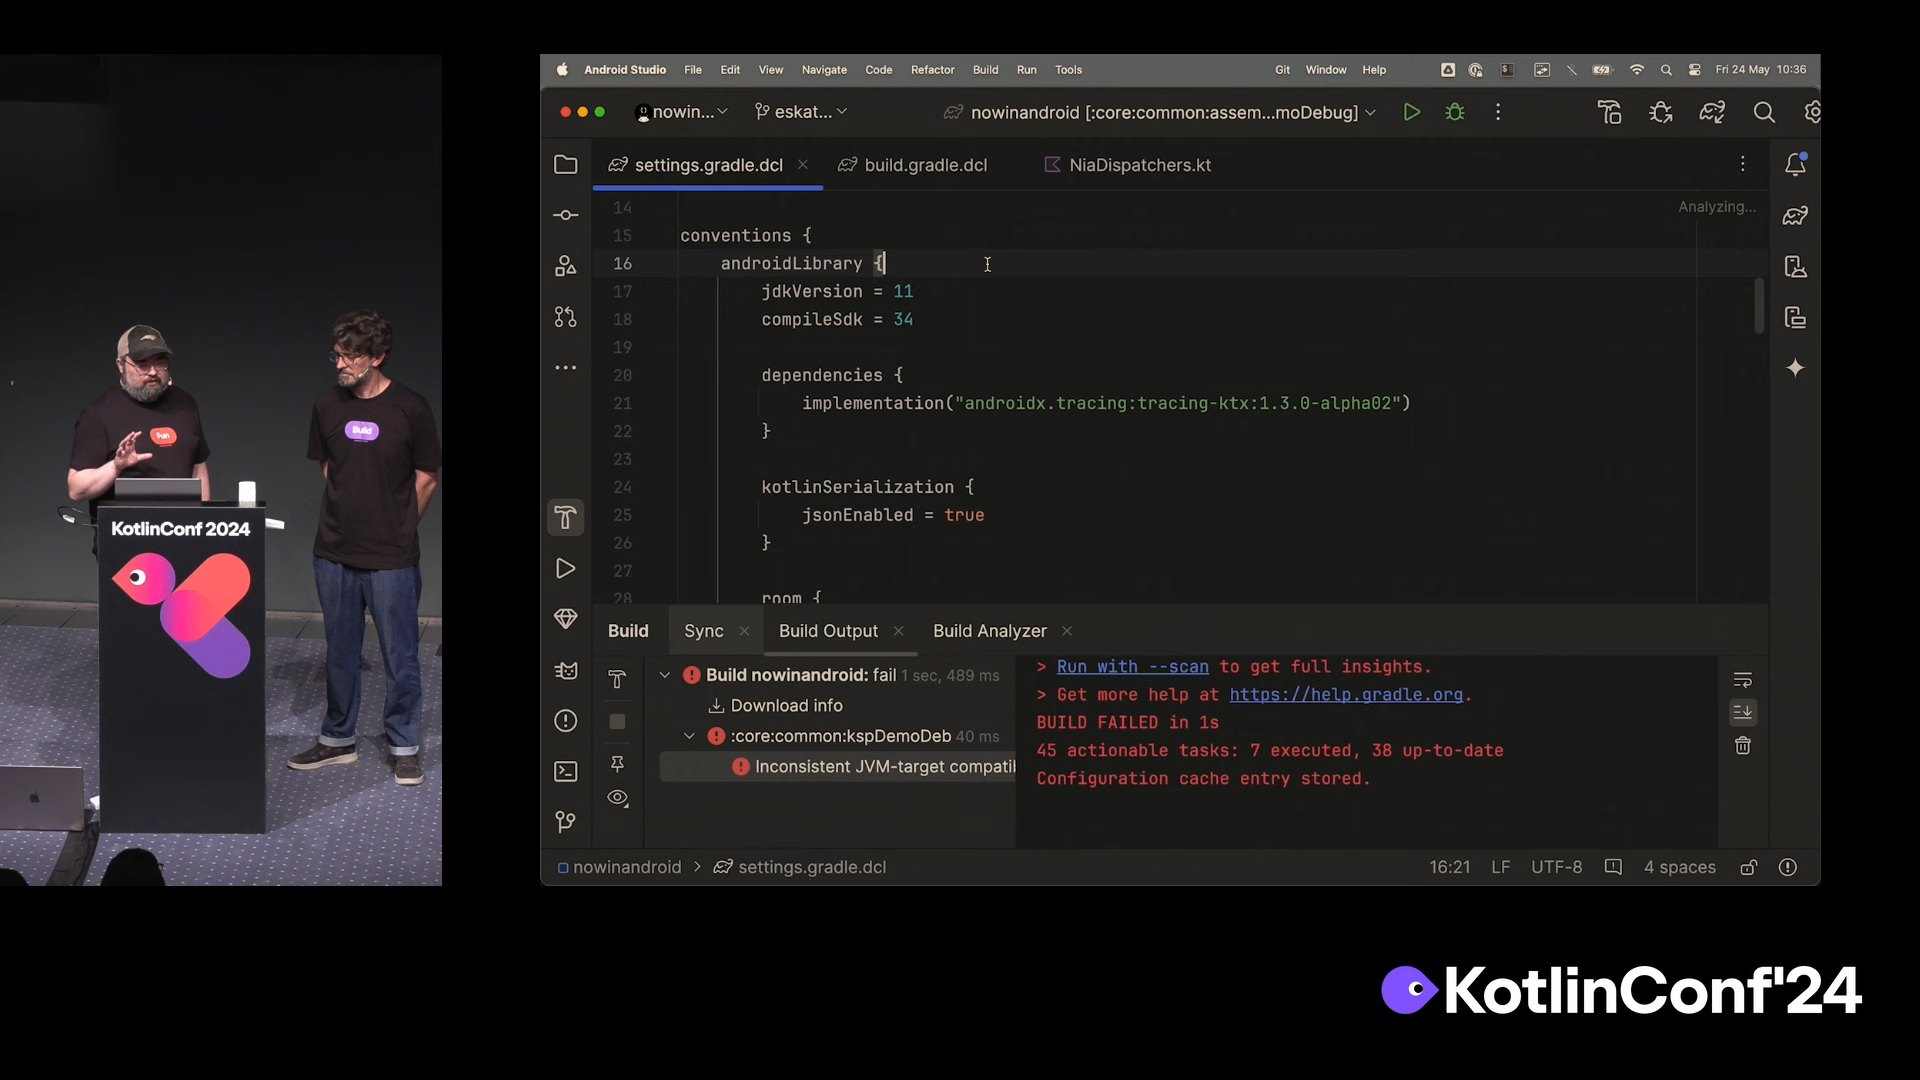 Fun
Build
KotlinConf 2024
Android Studio File Edit View Navigate Code Refactor Build Run Tools Git Window Help Fri 24 May 10:36
nowin... eskat... nowinandroid [:core:common:assem...moDebug]
settings.gradle.dcl build.gradle.dcl NiaDispatchers.kt
Analyzing...
14
15 conventions {
16 androidLibrary {
17 jdkVersion = 11
18 compileSdk = 34
19
20 dependencies {
21 implementation("androidx.tracing:tracing-ktx:1.3.0-alpha02")
22 }
23
24 kotlinSerialization {
25 jsonEnabled = true
26 }
27
28 room {
Build Sync Build Output Build Analyzer
Build nowinandroid: fail 1 sec, 489 ms
Download info
:core:common:kspDemoDeb 40 ms
Inconsistent JVM-target compatib
> Run with --scan to get full insights.
> Get more help at https://help.gradle.org.
BUILD FAILED in 1s
45 actionable tasks: 7 executed, 38 up-to-date
Configuration cache entry stored.
nowinandroid > settings.gradle.dcl 16:21 LF UTF-8 4 spaces
KotlinConf'24